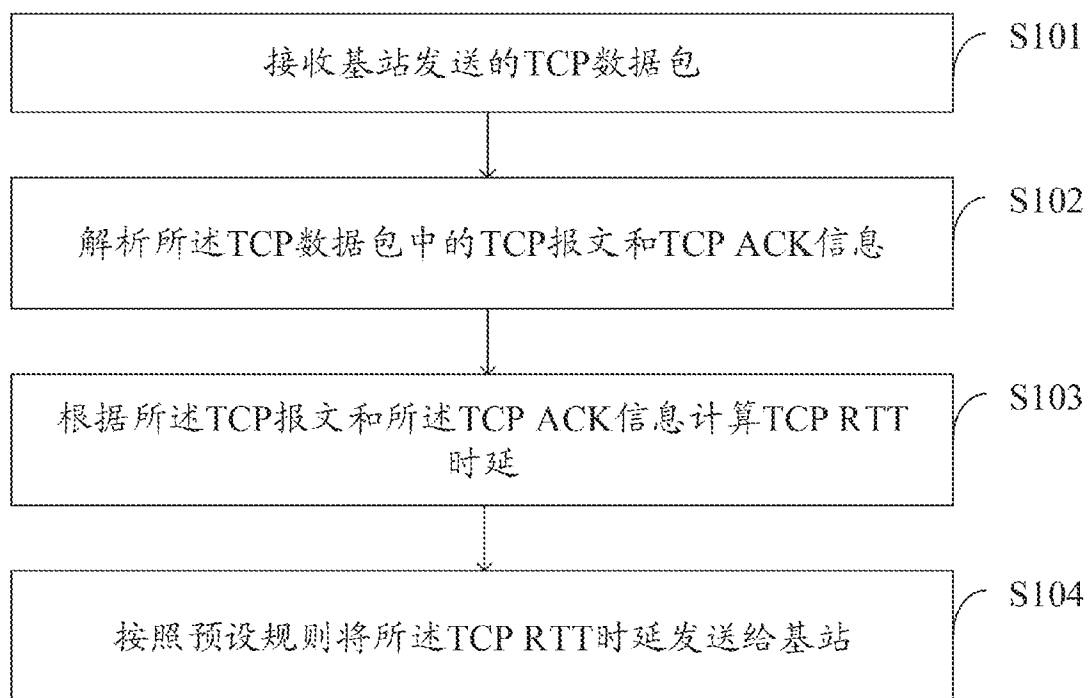 接收基站发送的TCP数据包
S101
解析所述TCP数据包中的TCP报文和TCP ACK信息
S102
根据所述TCP报文和所述TCP ACK信息计算TCP RTT
时延
S103
按照预设规则将所述TCP RTT时延发送给基站
S104